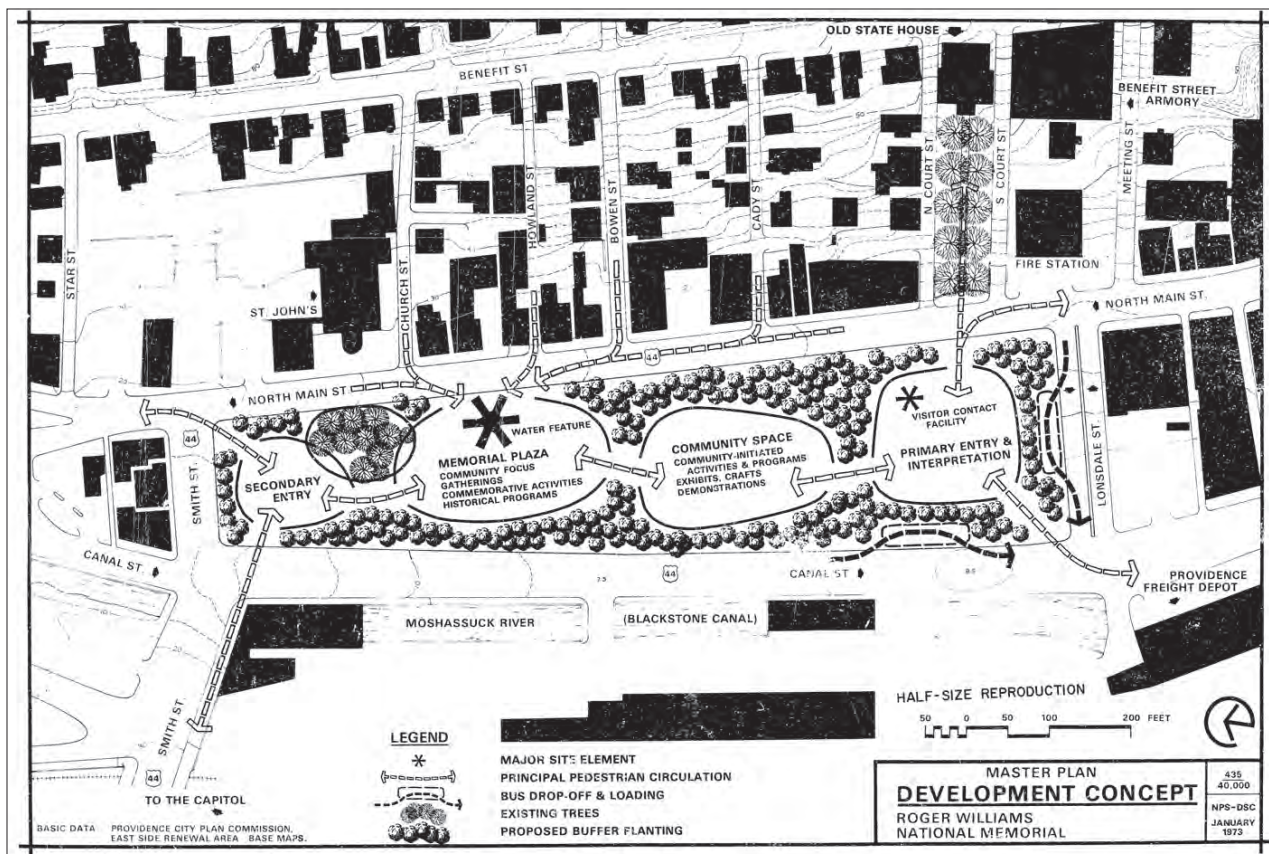 OLD STATE HOUSE
BENEFIT ST.
BENEFIT STREET
ARMORY
STAR ST.
ST. JOHN'S
CHURCH ST.
HOWLAND ST
BOWEN ST
CADY ST
N COURT ST
S COURT ST
MEETING ST
FIRE STATION
NORTH MAIN ST.
NORTH MAIN ST
44
44
SMITH ST.
WATER FEATURE
MEMORIAL PLAZA
COMMUNITY FOCUS
GATHERINGS
COMMEMORATIVE ACTIVITIES
HISTORICAL PROGRAMS
SECONDARY
ENTRY
COMMUNITY SPACE
COMMUNITY-INITIATED
ACTIVITIES & PROGRAMS
EXHIBITS, CRAFTS
DEMONSTRATIONS
VISITOR CONTACT
FACILITY
PRIMARY ENTRY &
INTERPRETATION
LONSDALE ST.
CANAL ST.
44
CANAL ST
PROVIDENCE
FREIGHT DEPOT
MOSHASSUCK RIVER
(BLACKSTONE CANAL)
SMITH ST.
44
TO THE CAPITOL
BASIC DATA PROVIDENCE CITY PLAN COMMISSION,
EAST SIDE RENEWAL AREA BASE MAPS.
LEGEND
MAJOR SITE ELEMENT
PRINCIPAL PEDESTRIAN CIRCULATION
BUS DROP-OFF & LOADING
EXISTING TREES
PROPOSED BUFFER PLANTING
HALF-SIZE REPRODUCTION
50 0 50 100 200 FEET
MASTER PLAN
DEVELOPMENT CONCEPT
ROGER WILLIAMS
NATIONAL MEMORIAL
435
40,000
NPS-DSC
JANUARY
1973